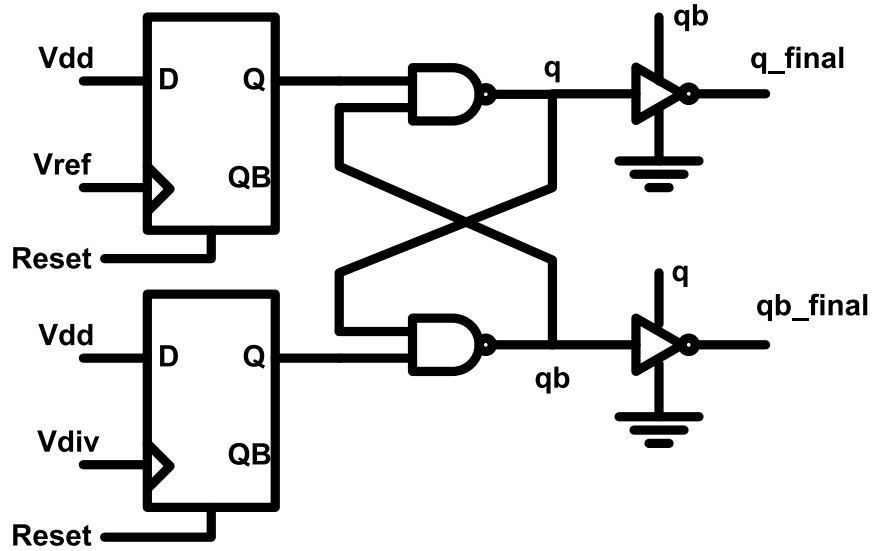 qb
Vdd
D
Q
q
q_final
Vref
QB
Reset
Vdd
D
Q
q
qb_final
qb
Vdiv
QB
Reset